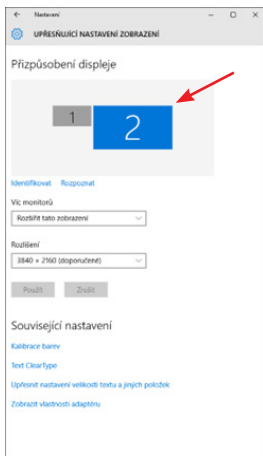 Nastavení
UPŘESŇUJÍCÍ NASTAVENÍ ZOBRAZENÍ
Přizpůsobení displeje
1
2
Identifikovat Rozpoznat
Víc monitorů
Rozšířit tato zobrazení
Rozlišení
3840 × 2160 (doporučené)
Použít Zrušit
Související nastavení
Kalibrace barev
Text ClearType
Upřesnit nastavení velikosti textu a jiných položek
Zobrazit vlastnosti adaptéru